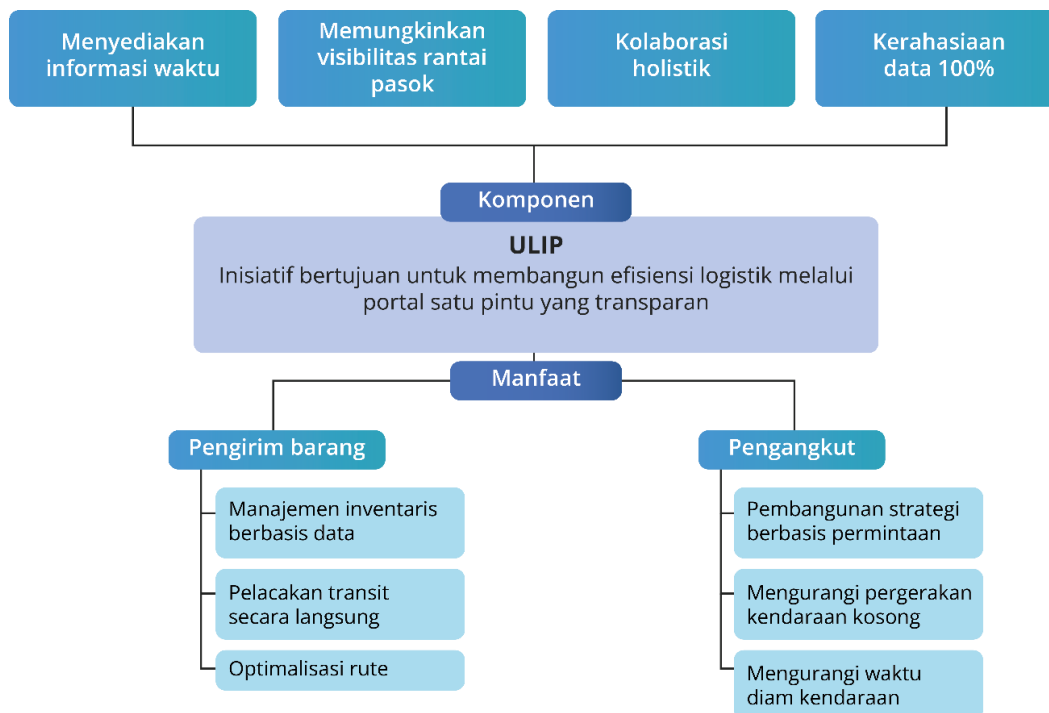 Menyediakan
informasi waktu
Memungkinkan
visibilitas rantai
pasok
Kolaborasi
holistik
Kerahasiaan
data 100%
Komponen
ULIP
Inisiatif bertujuan untuk membangun efisiensi logistik melalui
portal satu pintu yang transparan
Manfaat
Pengirim barang
Manajemen inventaris
berbasis data
Pelacakan transit
secara langsung
Optimalisasi rute
Pengangkut
Pembangunan strategi
berbasis permintaan
Mengurangi pergerakan
kendaraan kosong
Mengurangi waktu
diam kendaraan